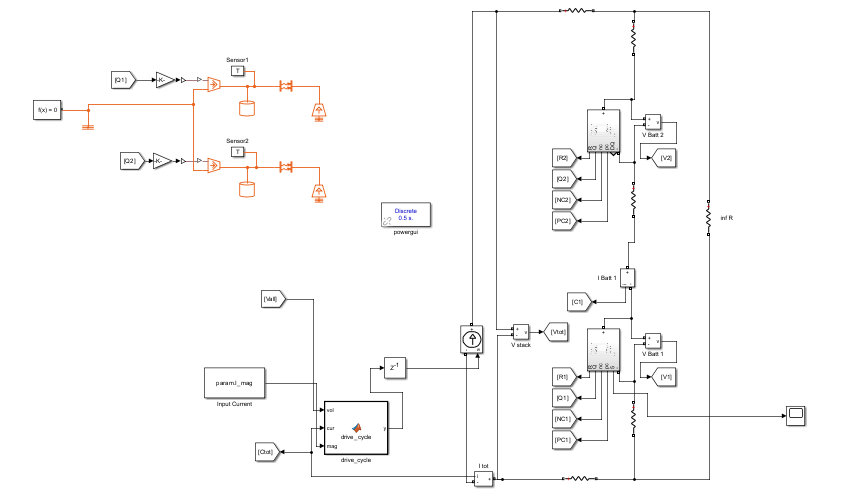 Sensor1
T
[Q1]
-K-
f(x) = 0
Sensor2
T
[Q2]
-K-
Discrete
0.5 s.
powergui
V Batt 2
[R2]
[V2]
[Q2]
[NC2]
[PC2]
inf R
I Batt 1
[C1]
[Vall]
[Vtot]
V stack
V Batt 1
[R1]
[V1]
[Q1]
[NC1]
[PC1]
Z-1
param.I_mag
Input Current
vol
cur
mag
y
drive_cycle
drive_cycle
[Ctot]
I tot